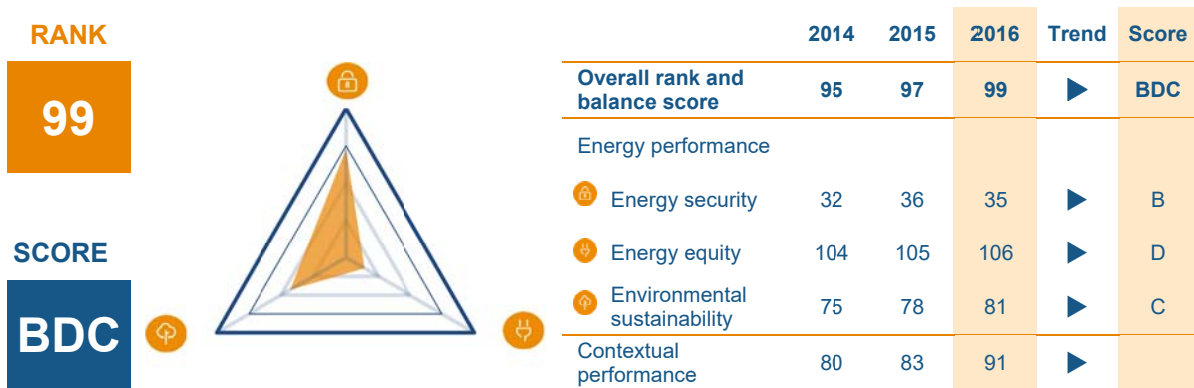 RANK
99
SCORE
BDC
2014 2015 2016 Trend Score
Overall rank and
balance score 95 97 99 BDC
Energy performance
Energy security 32 36 35 B
Energy equity 104 105 106 D
Environmental
sustainability 75 78 81 C
Contextual
performance 80 83 91